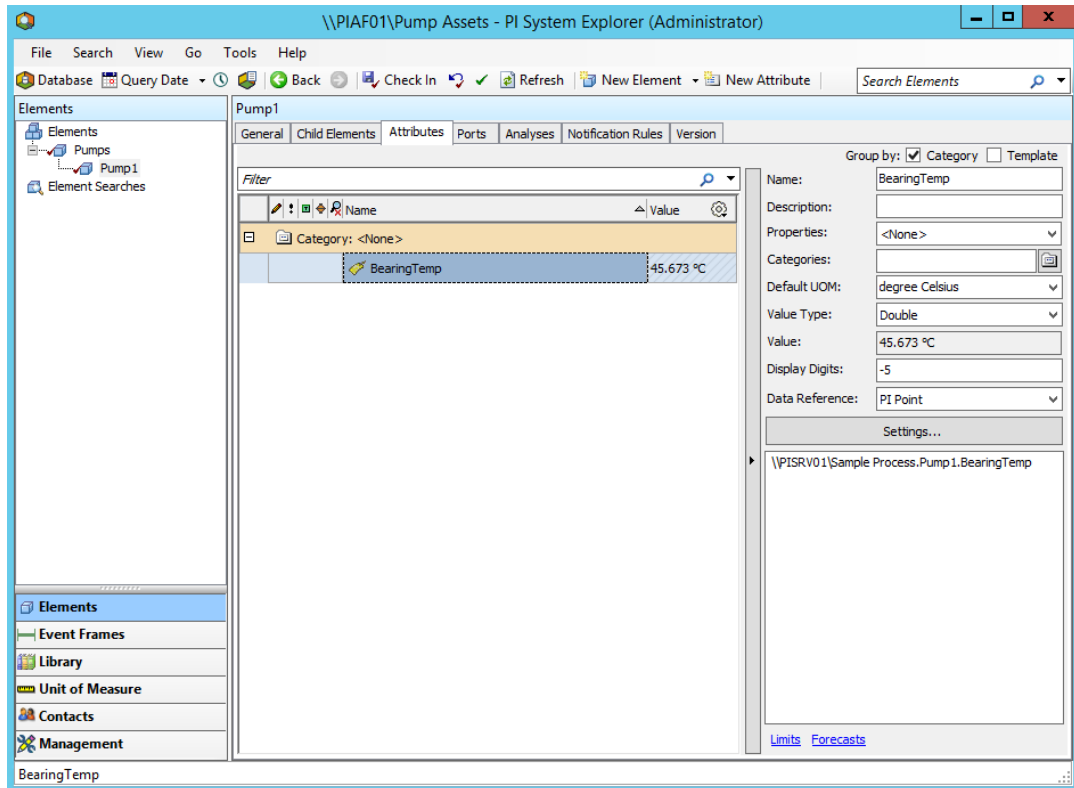 \\PIAF01\Pump Assets - PI System Explorer (Administrator)
File Search View Go Tools Help
Database Query Date Back Check In Refresh New Element New Attribute Search Elements
Elements
Elements
Pumps
Pump1
Element Searches
Pump1
General Child Elements Attributes Ports Analyses Notification Rules Version
Group by: Category Template
Filter
Name Value
Category: <None>
BearingTemp 45.673 °C
Name: BearingTemp
Description:
Properties: <None>
Categories:
Default UOM: degree Celsius
Value Type: Double
Value: 45.673 °C
Display Digits: -5
Data Reference: PI Point
Settings...
\\PISRV01\Sample Process.Pump1.BearingTemp
Limits Forecasts
Elements
Event Frames
Library
Unit of Measure
Contacts
Management
BearingTemp